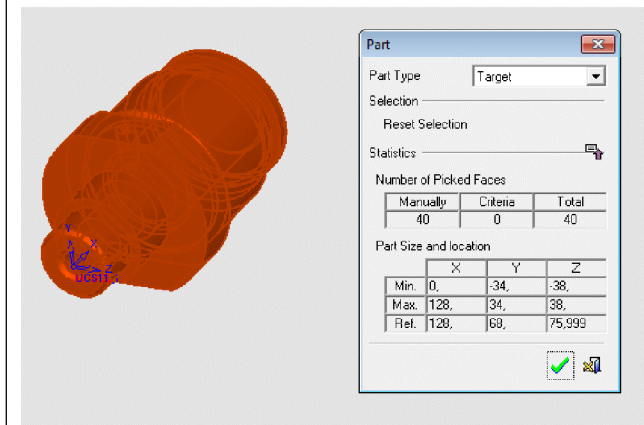 Part
Part Type Target
Selection
Reset Selection
Statistics
Number of Picked Faces
Manually Criteria Total
40 0 40
Part Size and location
X Y Z
Min. 0, -34, -38,
Max. 128, 34, 38,
Ref. 128, 68, 75,999
Y
X
Z